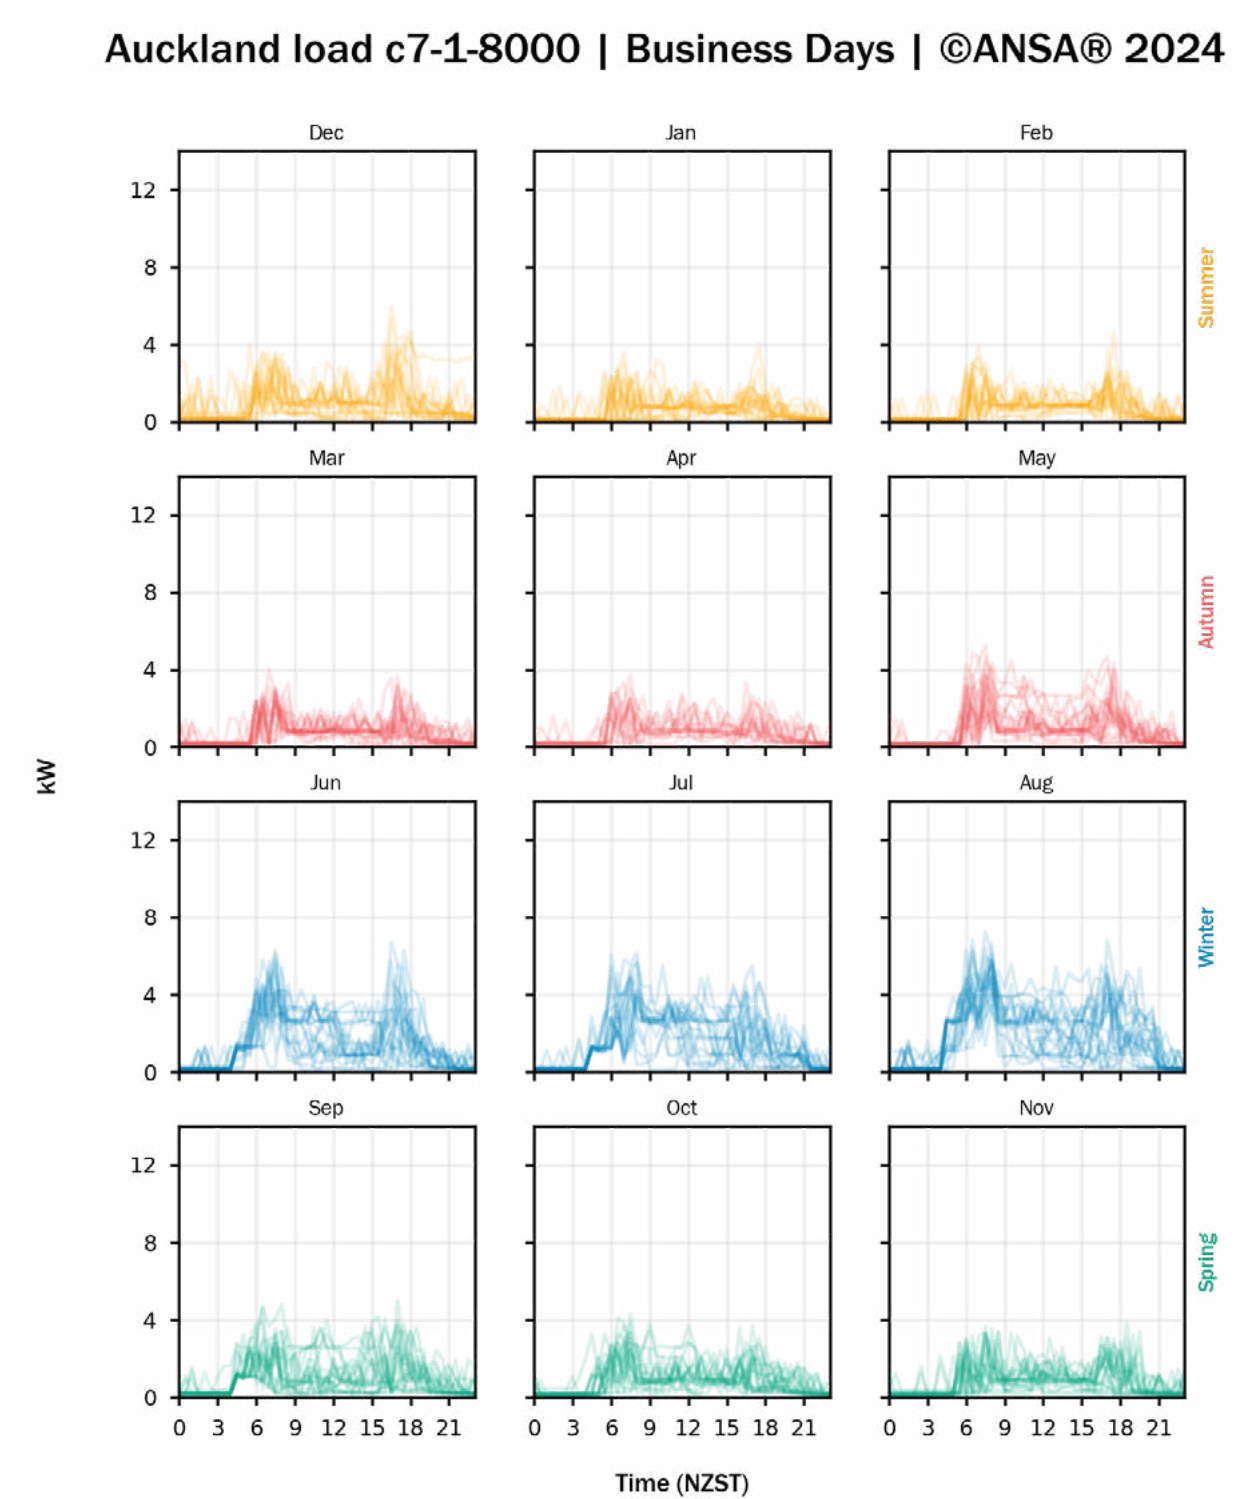 Auckland load c7-1-8000 | Business Days | ©ANSA® 2024
Dec
Jan
Feb
12
8
4
0
Summer
Mar
Apr
May
12
8
4
0
Autumn
kW
Jun
Jul
Aug
12
8
4
0
Winter
Sep
Oct
Nov
12
8
4
0
Spring
0 3 6 9 12 15 18 21
0 3 6 9 12 15 18 21
0 3 6 9 12 15 18 21
Time (NZST)